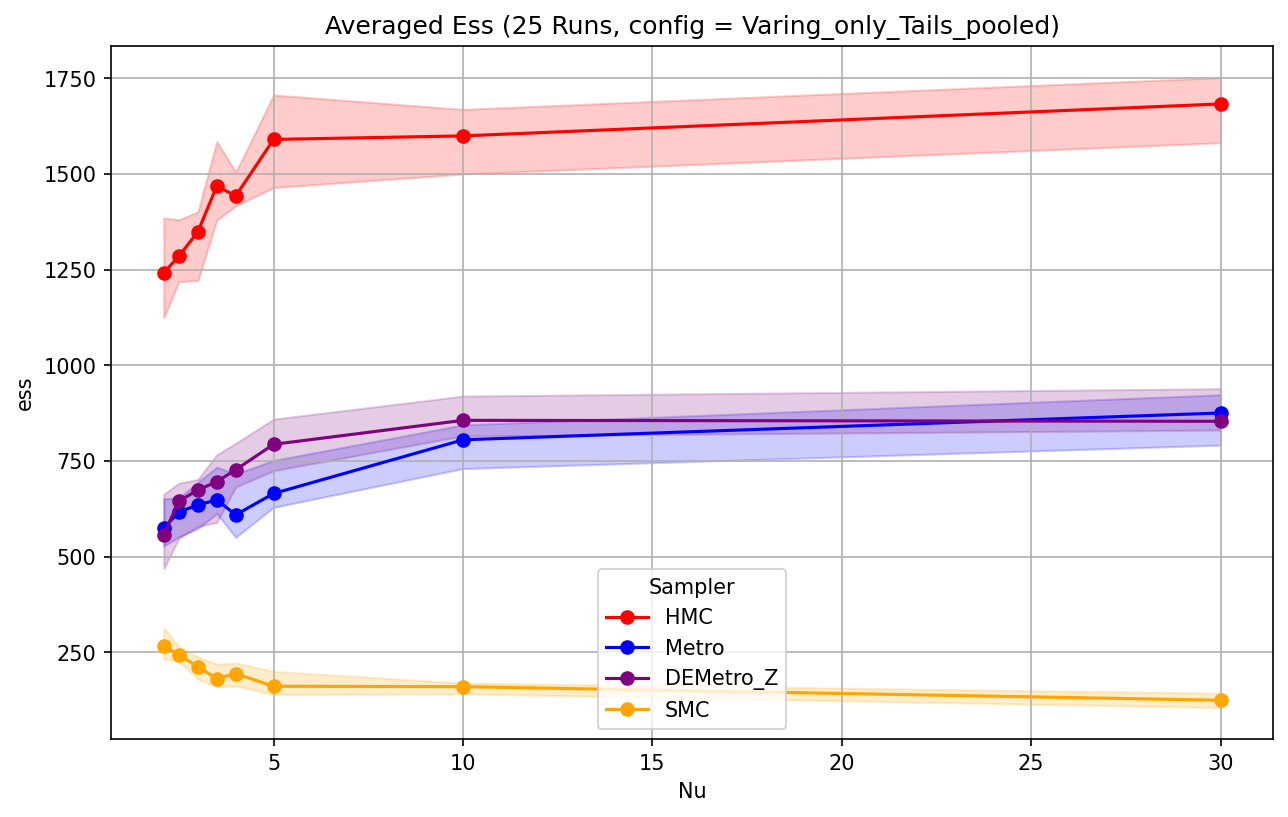 Averaged Ess (25 Runs, config = Varing_only_Tails_pooled)
1750
1500
1250
1000
750
500
250
ess
Sampler
HMC
Metro
DEMetro_Z
SMC
5
10
15
20
25
30
Nu